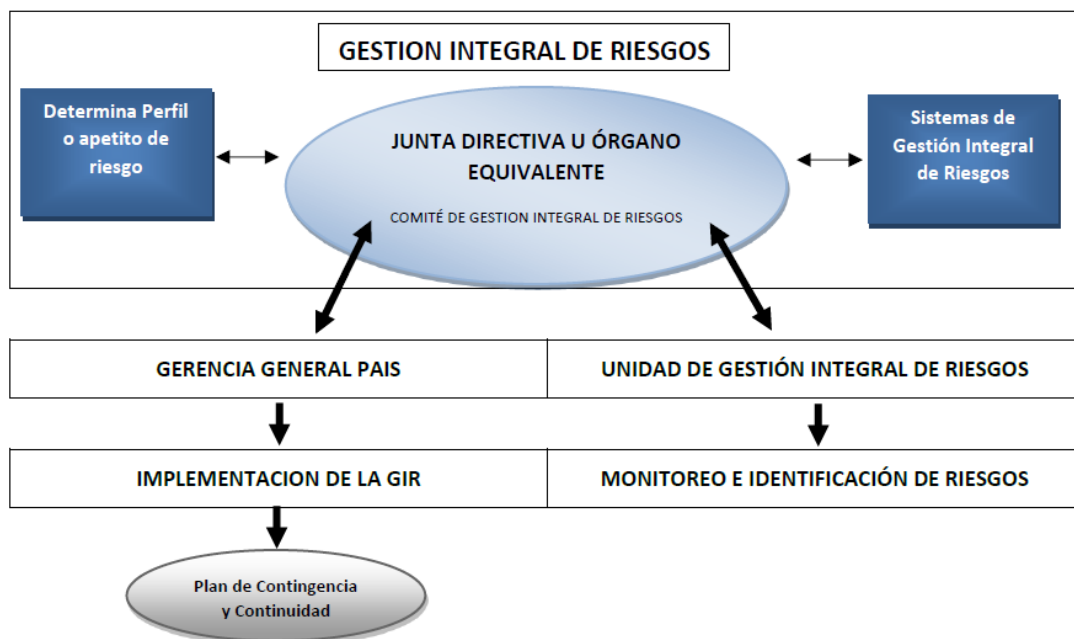 GESTION INTEGRAL DE RIESGOS
Determina Perfil
o apetito de
riesgo
JUNTA DIRECTIVA U ÓRGANO
EQUIVALENTE
COMITÉ DE GESTION INTEGRAL DE RIESGOS
Sistemas de
Gestión Integral
de Riesgos
GERENCIA GENERAL PAIS
UNIDAD DE GESTIÓN INTEGRAL DE RIESGOS
IMPLEMENTACION DE LA GIR
MONITOREO E IDENTIFICACIÓN DE RIESGOS
Plan de Contingencia
y Continuidad